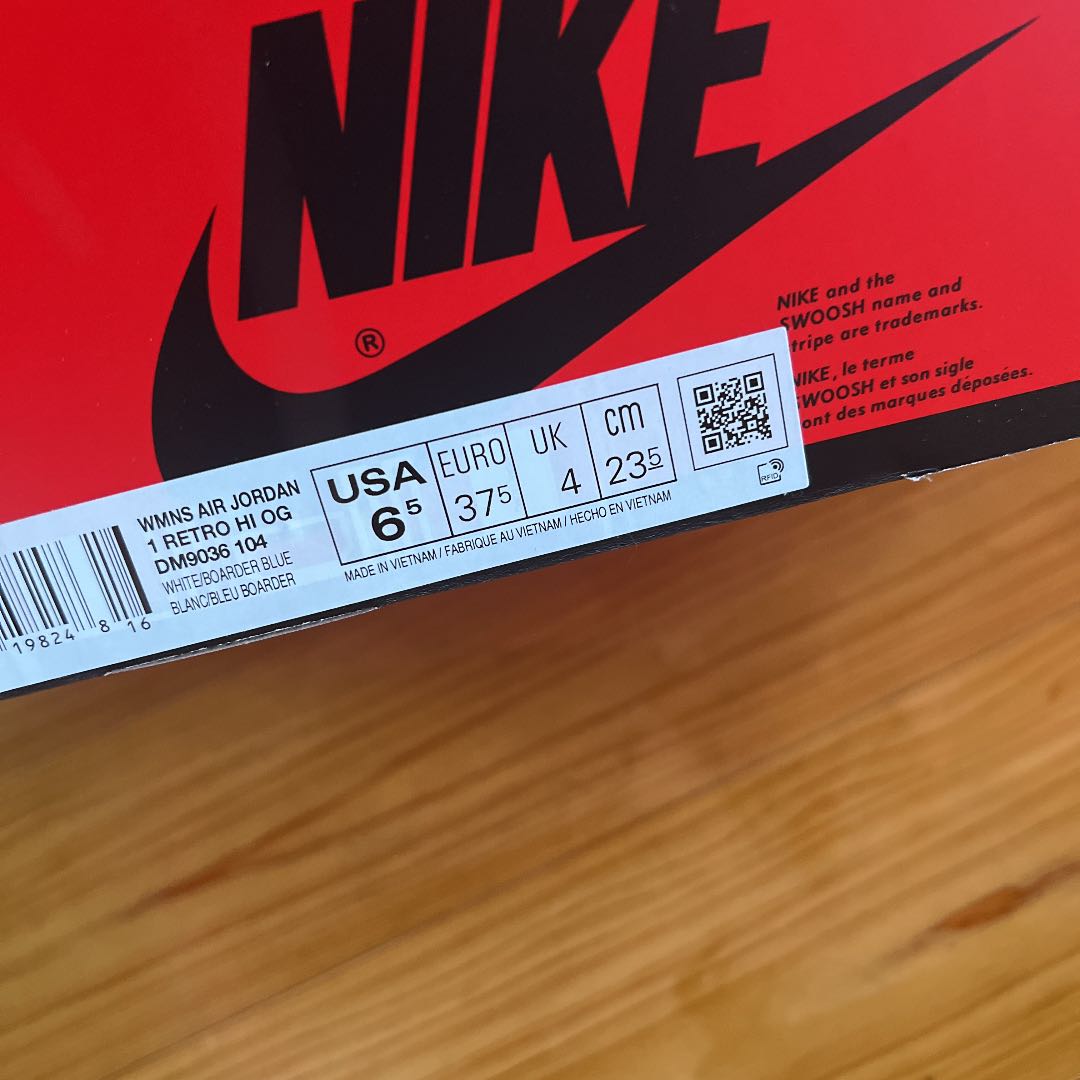 NIKE
®
NIKE and the
SWOOSH name and
tripe are trademarks.
NIKE, le terme
SWOOSH et son sigle
ont des marques déposées.
WMNS AIR JORDAN
1 RETRO HI OG
DM9036 104
WHITE/BOARDER BLUE
BLANC/BLEU BOARDER
USA
6⁵
EURO
37⁵
UK
4
cm
23⁵
RFID
MADE IN VIETNAM / FABRIQUE AU VIETNAM / HECHO EN VIETNAM
19824 8 16